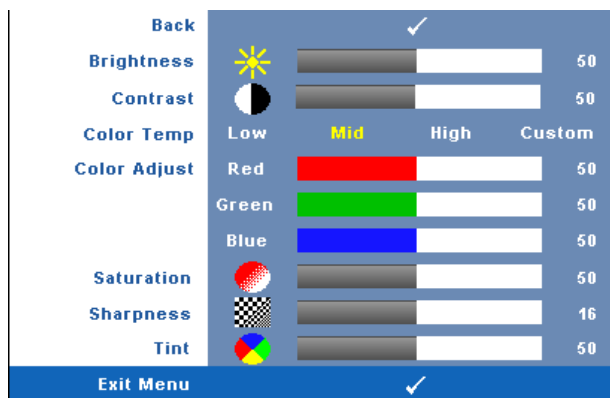 Back
Brightness 50
Contrast 50
Color Temp Low Mid High Custom
Color Adjust Red 50
Green 50
Blue 50
Saturation 50
Sharpness 16
Tint 50
Exit Menu